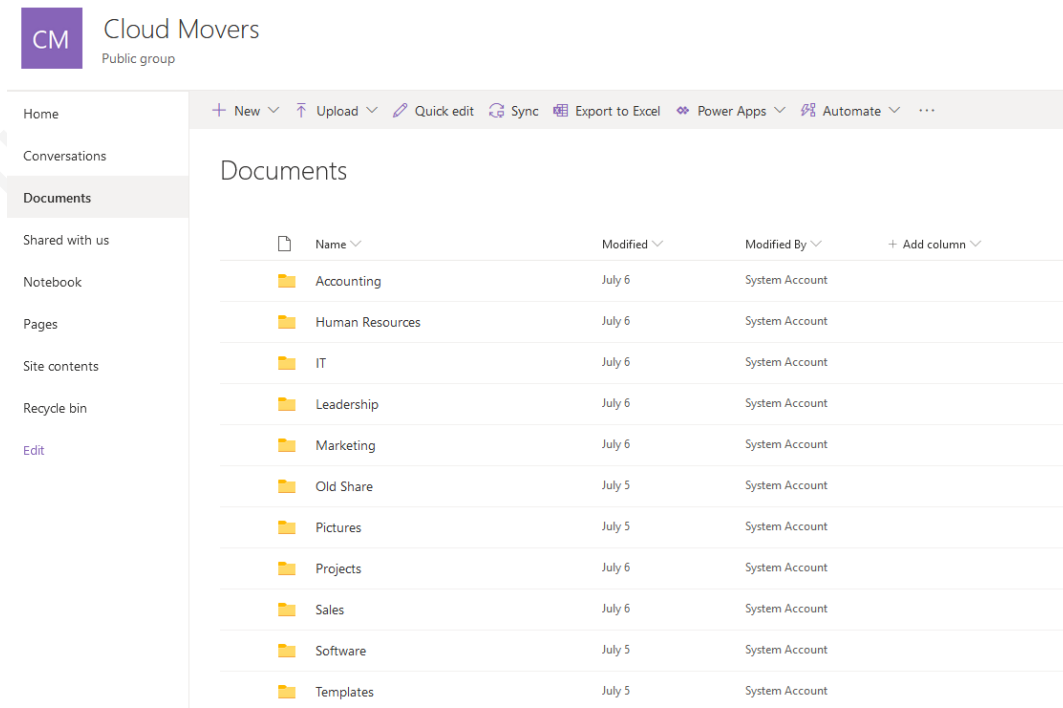 CM
Cloud Movers
Public group
Home
Conversations
Documents
Shared with us
Notebook
Pages
Site contents
Recycle bin
Edit
+ New Upload Quick edit Sync Export to Excel Power Apps Automate ···
Documents
Name Modified Modified By + Add column
Accounting July 6 System Account
Human Resources July 6 System Account
IT July 6 System Account
Leadership July 6 System Account
Marketing July 6 System Account
Old Share July 5 System Account
Pictures July 5 System Account
Projects July 6 System Account
Sales July 6 System Account
Software July 5 System Account
Templates July 5 System Account